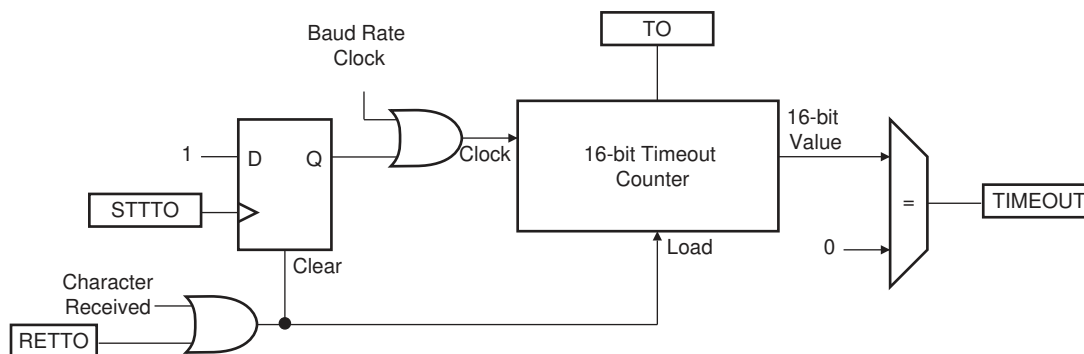 TO
Baud Rate
Clock
16-bit
Value
1
D
Q
Clock
16-bit Timeout
Counter
STTTO
=
TIMEOUT
Clear
Load
0
Character
Received
RETTO